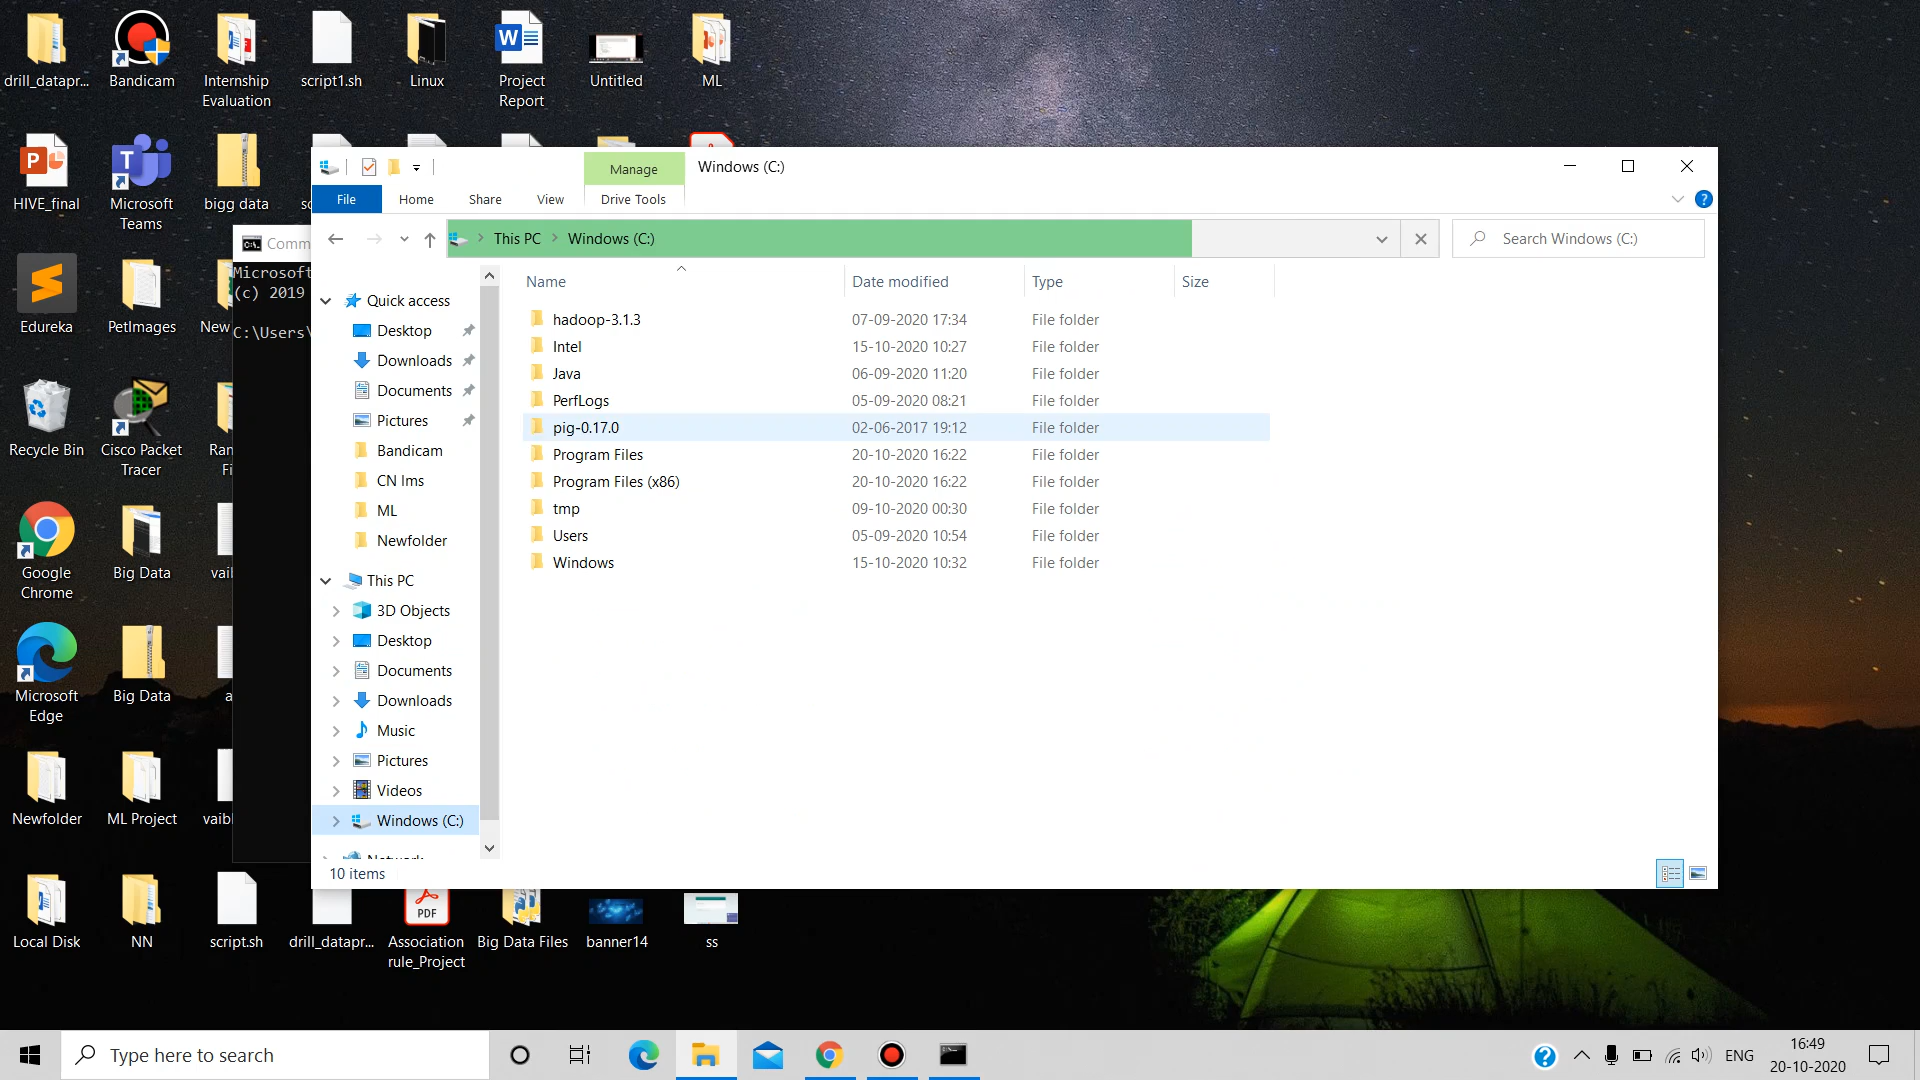 drill_datapr...
Bandicam
Internship
Evaluation
script1.sh
Linux
Project
Report
Untitled
ML
HIVE_final
Microsoft
Teams
bigg data
Edureka
PetImages
New
Recycle Bin
Cisco Packet
Tracer
Ran
Fi
Google
Chrome
Big Data
vail
Microsoft
Edge
Big Data
a
Newfolder
ML Project
vaib
Local Disk
NN
script.sh
drill_datapr...
PDF
Association
rule_Project
Big Data Files
banner14
ss
Comm
Microsoft
(c) 2019
C:\Users\
Manage
Windows (C:)
File
Home
Share
View
Drive Tools
This PC
Windows (C:)
Search Windows (C:)
Quick access
Desktop
Downloads
Documents
Pictures
Bandicam
CN lms
ML
Newfolder
This PC
3D Objects
Desktop
Documents
Downloads
Music
Pictures
Videos
Windows (C:)
Network
Name Date modified Type Size
hadoop-3.1.3 07-09-2020 17:34 File folder
Intel 15-10-2020 10:27 File folder
Java 06-09-2020 11:20 File folder
PerfLogs 05-09-2020 08:21 File folder
pig-0.17.0 02-06-2017 19:12 File folder
Program Files 20-10-2020 16:22 File folder
Program Files (x86) 20-10-2020 16:22 File folder
tmp 09-10-2020 00:30 File folder
Users 05-09-2020 10:54 File folder
Windows 15-10-2020 10:32 File folder
10 items
Type here to search
ENG
16:49
20-10-2020